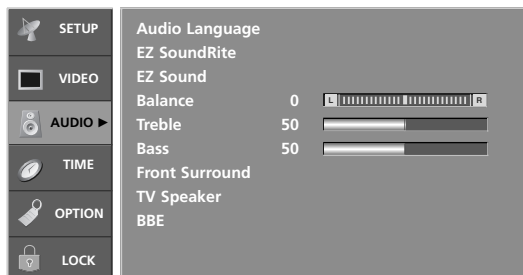 SETUP
VIDEO
AUDIO ►
TIME
OPTION
LOCK
Audio Language
EZ SoundRite
EZ Sound
Balance 0 L R
Treble 50
Bass 50
Front Surround
TV Speaker
BBE